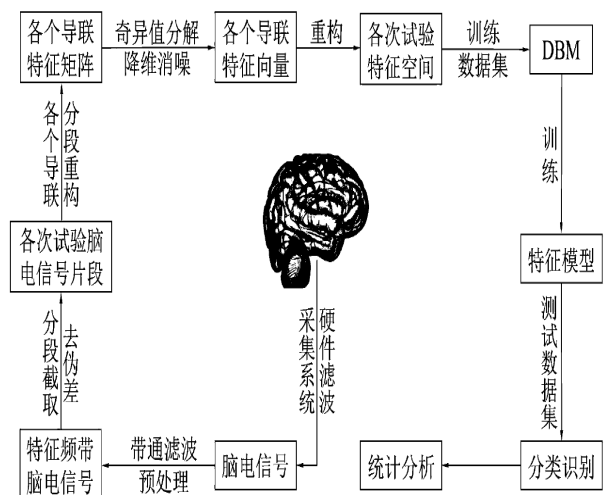 各个导联
特征矩阵
奇异值分解
降维消噪
各个导联
特征向量
重构
各次试验
特征空间
训练
数据集
DBM
各个导联
分段重构
训练
各次试验脑
电信号片段
特征模型
分段截取
去伪差
采集系统
硬件滤波
测试数据集
特征频带
脑电信号
带通滤波
预处理
脑电信号
统计分析
分类识别